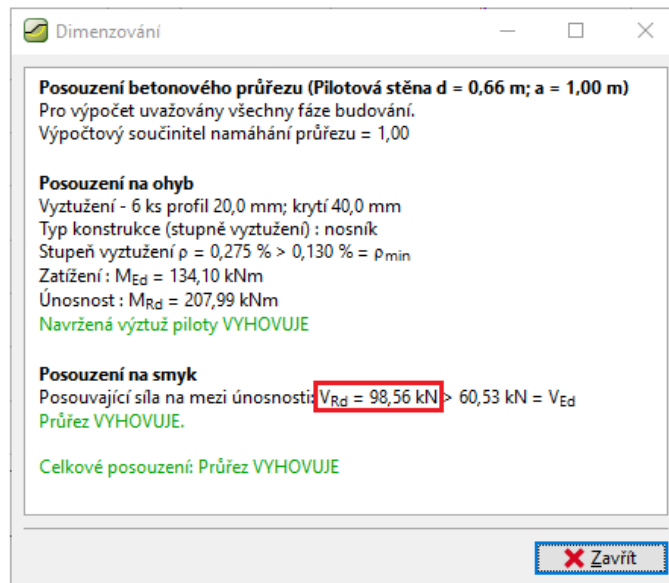 Dimenzování
Posouzení betonového průřezu (Pilotová stěna d = 0,66 m; a = 1,00 m)
Pro výpočet uvažovány všechny fáze budování.
Výpočtový součinitel namáhání průřezu = 1,00
Posouzení na ohyb
Vyztužení - 6 ks profil 20,0 mm; krytí 40,0 mm
Typ konstrukce (stupně vyztužení) : nosník
Stupeň vyztužení ρ = 0,275 % > 0,130 % = ρmin
Zatížení : MEd = 134,10 kNm
Únosnost : MRd = 207,99 kNm
Navržená výztuž piloty VYHOVUJE
Posouzení na smyk
Posouvající síla na mezi únosnosti: VRd = 98,56 kN > 60,53 kN = VEd
Průřez VYHOVUJE.
Celkové posouzení: Průřez VYHOVUJE
Zavřít